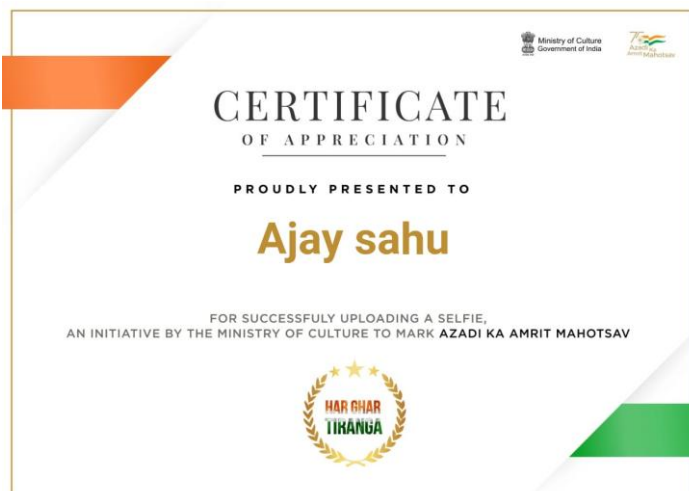 Ministry of Culture
Government of India
Azadi Ka
Amrit Mahotsav
CERTIFICATE
OF APPRECIATION
PROUDLY PRESENTED TO
Ajay sahu
FOR SUCCESSFULY UPLOADING A SELFIE,
AN INITIATIVE BY THE MINISTRY OF CULTURE TO MARK AZADI KA AMRIT MAHOTSAV
HAR GHAR
TIRANGA